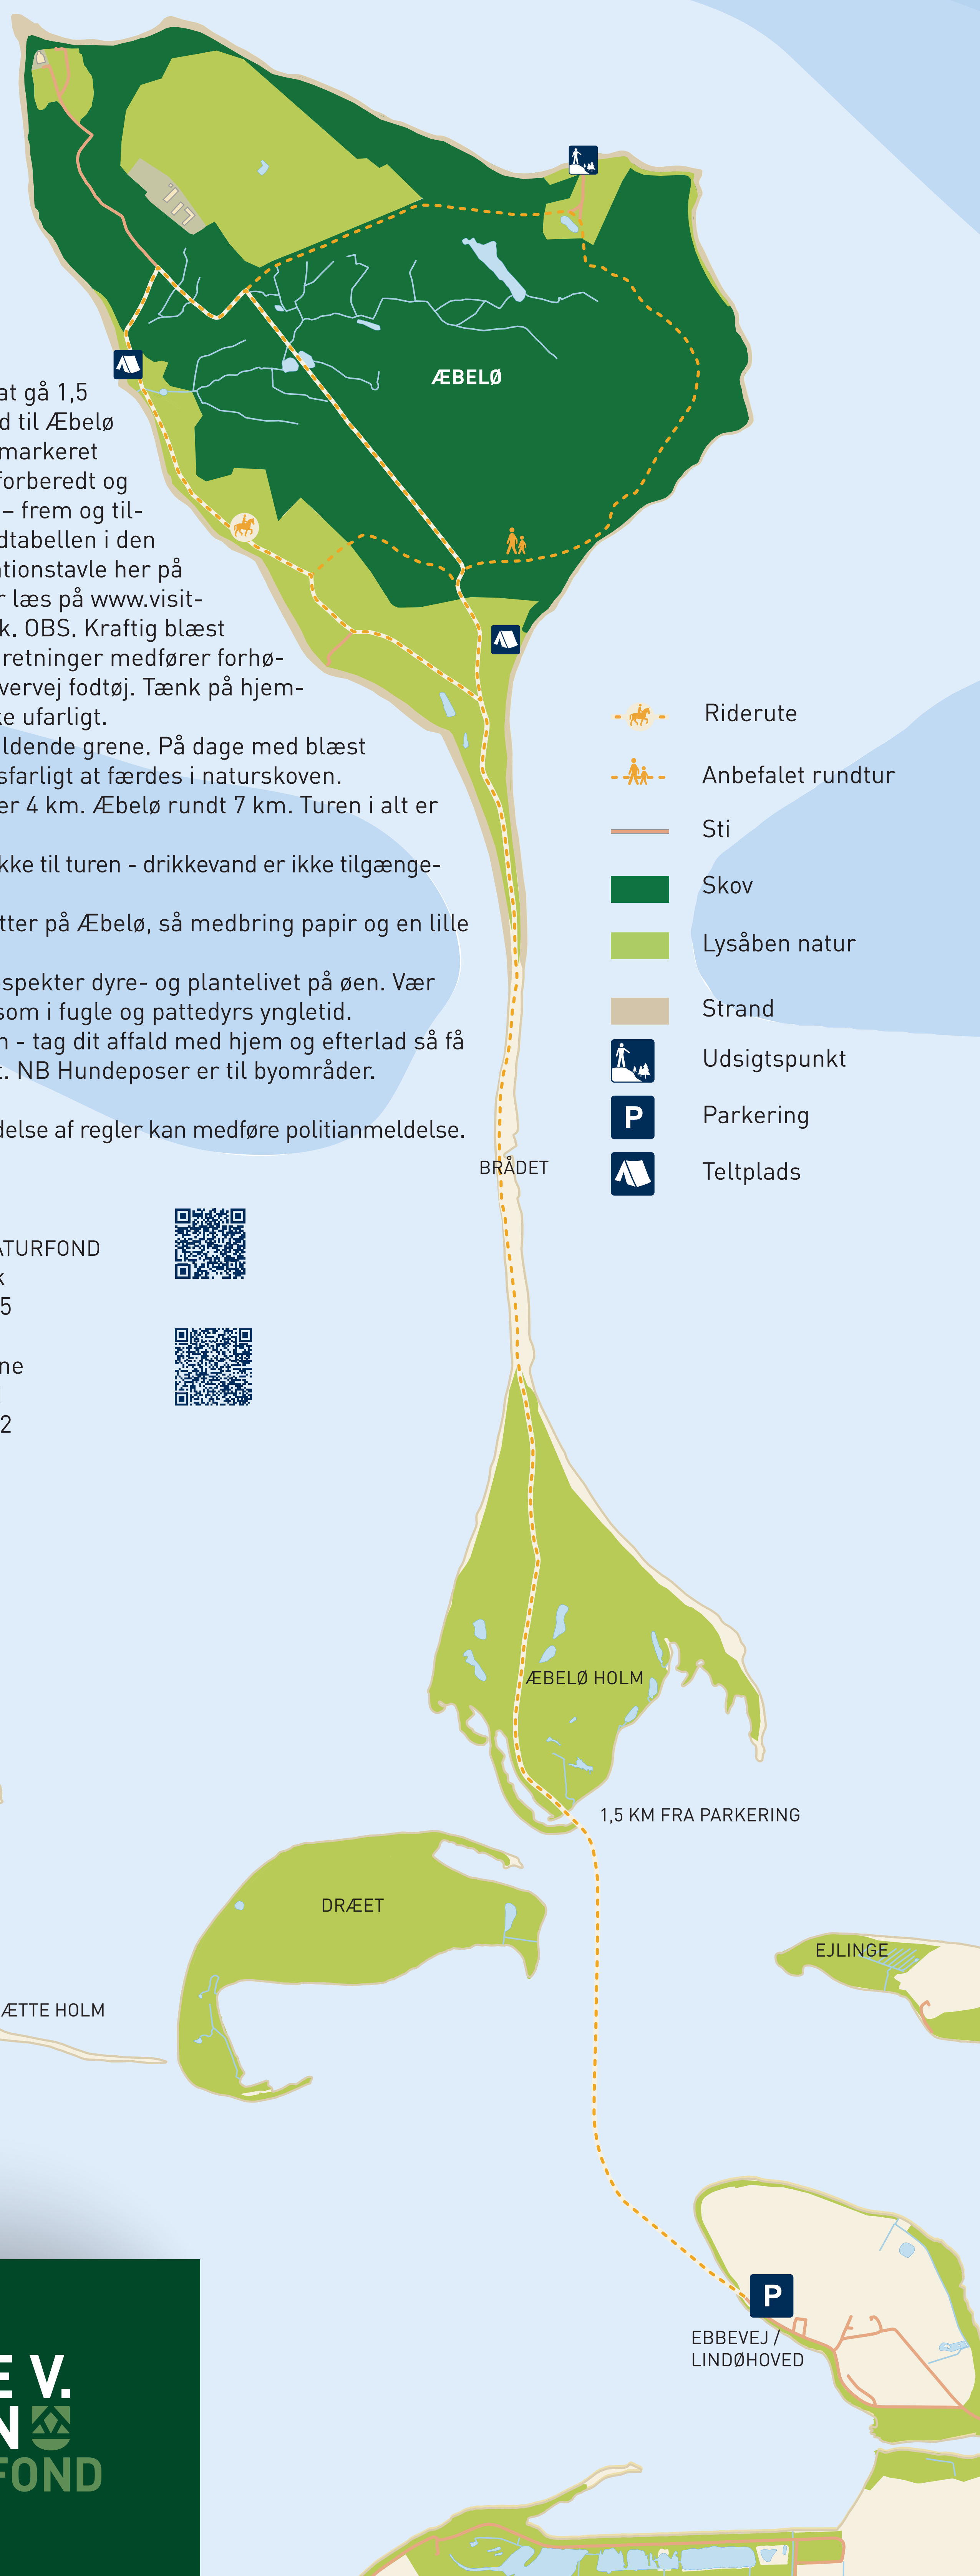 ÆBELØ
at gå 1,5
d til Æbelø
markeret
forberedt og
– frem og til-
dtabellen i den
ationstavle her på
r læs på www.visit-
k. OBS. Kraftig blæst
retninger medfører forhø-
vervej fodtøj. Tænk på hjem-
ke ufarligt.
ldende grene. På dage med blæst
sfarligt at færdes i naturskoven.
er 4 km. Æbelø rundt 7 km. Turen i alt er
kke til turen - drikkevand er ikke tilgænge-
tter på Æbelø, så medbring papir og en lille
espekter dyre- og plantelivet på øen. Vær
som i fugle og pattedyrs yngletid.
n - tag dit affald med hjem og efterlad så få
t. NB Hundeposer er til byområder.
delse af regler kan medføre politianmeldelse.
Riderute
Anbefalet rundtur
Sti
Skov
Lysåben natur
Strand
Udsigtspunkt
P Parkering
Teltplads
BRÅDET
ATURFOND
k
5
ne
2
ÆBELØ HOLM
1,5 KM FRA PARKERING
DRÆET
EJLINGE
ÆTTE HOLM
P
EBBEVEJ /
LINDØHOVED
E V.
N
FOND